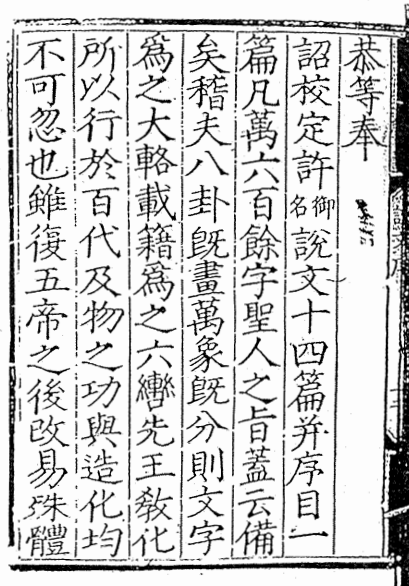 恭等奉
詔校定許御名說文十四篇并序目一
篇凡萬六百餘字聖人之旨蓋云備
矣稽夫八卦旣畫萬象旣分則文字
爲之大輅載籍爲之六轡先王敎化
所以行於百代及物之功與造化均
不可忽也雖復五帝之後改易殊體